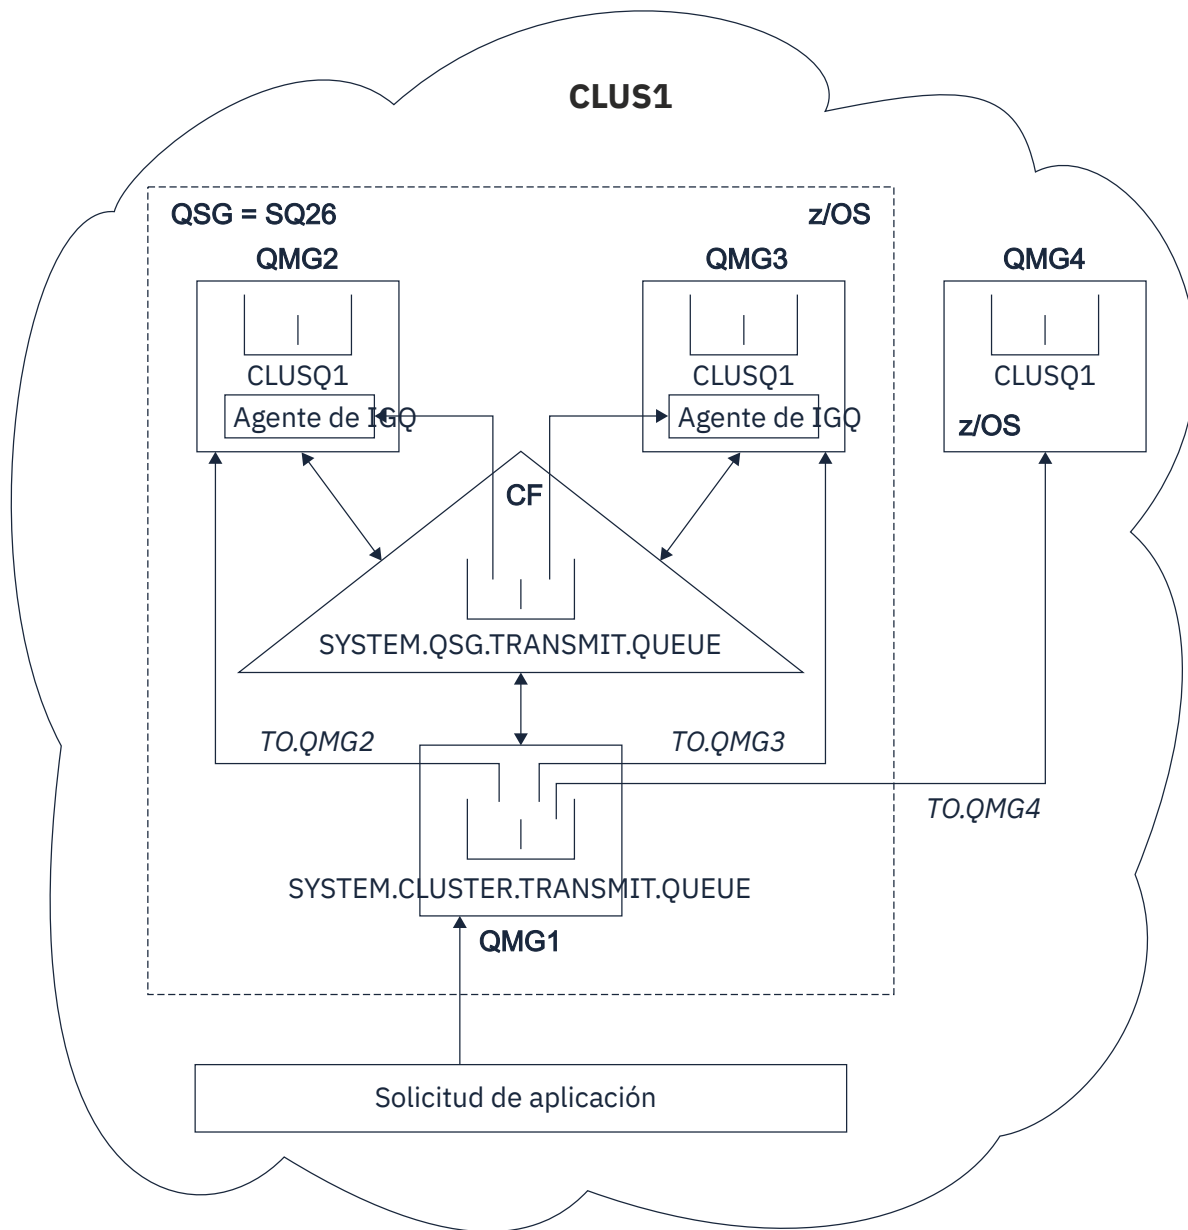 CLUS1
QSG = SQ26
z/OS
QMG2
QMG3
QMG4
CLUSQ1
CLUSQ1
CLUSQ1
Agente de IGQ
Agente de IGQ
z/OS
CF
SYSTEM.QSG.TRANSMIT.QUEUE
TO.QMG2
TO.QMG3
TO.QMG4
SYSTEM.CLUSTER.TRANSMIT.QUEUE
QMG1
Solicitud de aplicación